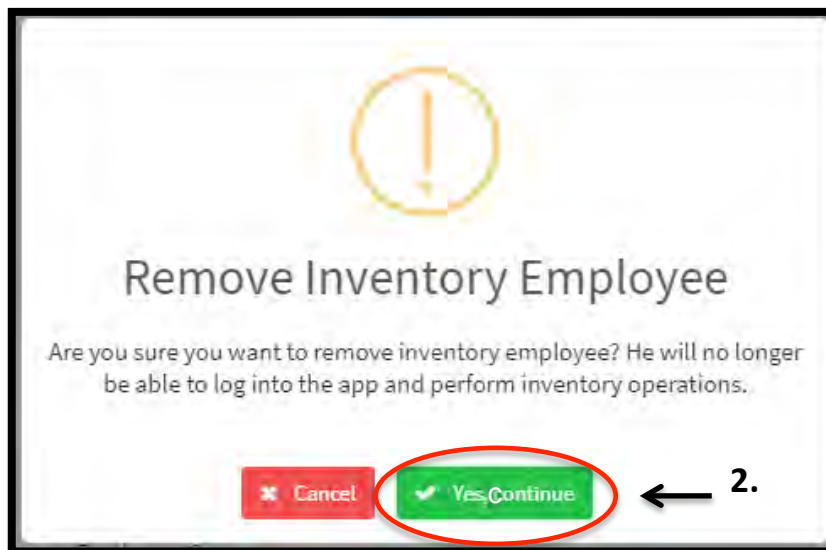 Remove Inventory Employee
Are you sure you want to remove inventory employee? He will no longer
be able to log into the app and perform inventory operations.
✖ Cancel ✔ Yes,Continue 2.